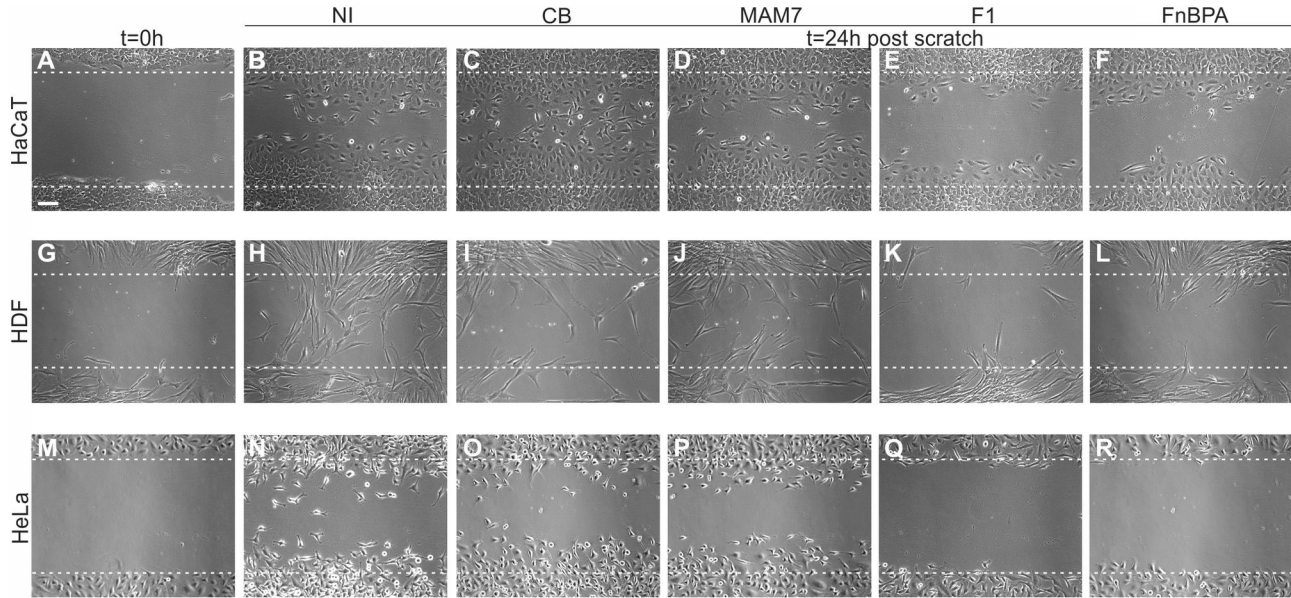 NI CB MAM7 F1 FnBPA
t=0h t=24h post scratch
HaCaT
A B C D E F
HDF
G H I J K L
HeLa
M N O P Q R